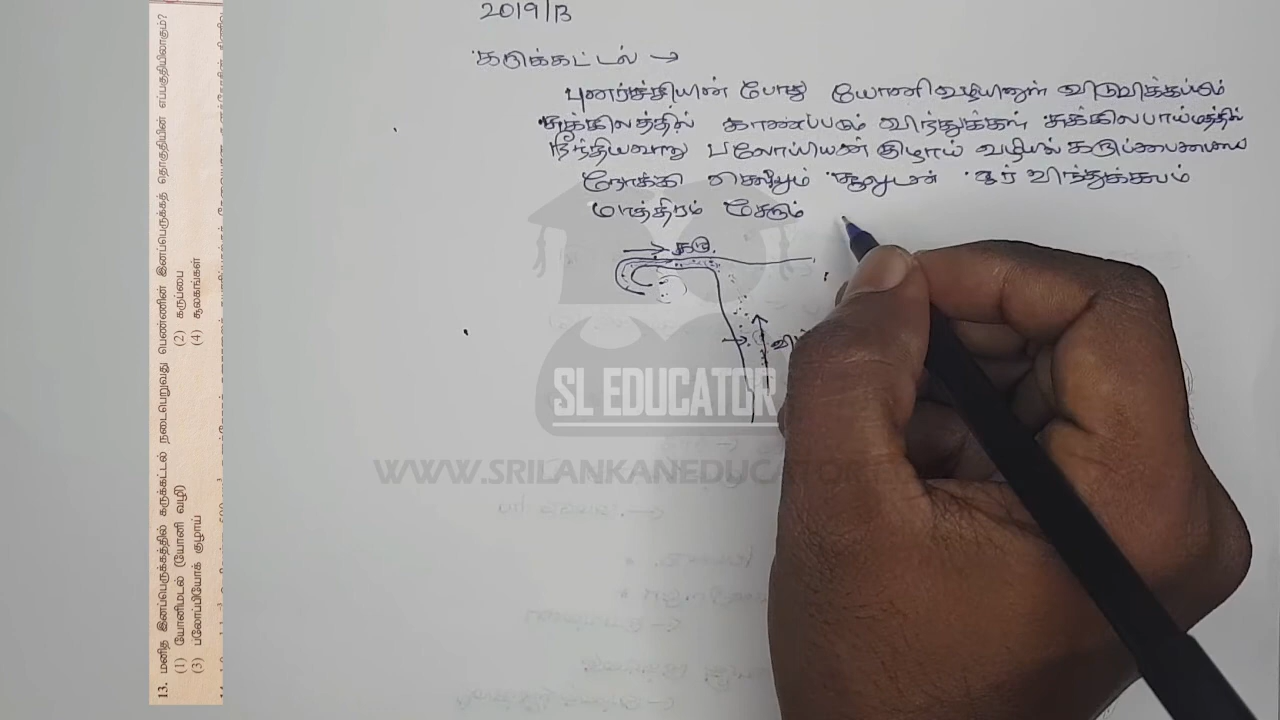 2019/B
கருக்கட்டல் →
புணர்ச்சியின் போது யோனிவழியினுள் விடுவிக்கப்படும்
சுக்கிலத்தில் காணப்படும் விந்துக்கள் சுக்கிலபாய்மத்தில்
நீந்தியவாறு பலோப்பியன் குழாய் வழியே கருப்பையை
நோக்கி செல்லும் சூலுடன் ஓர் விந்துக்கலம்
மாத்திரம் சேரும்
கரு
SL EDUCATOR
WWW.SRILANKANEDUCATOR
13. மனித இனப்பெருக்கத்தில் கருக்கட்டல் நடைபெறுவது பெண்ணின் இனப்பெருக்கத் தொகுதியின் எப்பகுதியிலாகும்?
(1) யோனிமடல் (யோனி வழி) (2) கருப்பை
(3) ப்லோப்பியோக் குழாய் (4) சூலகங்கள்